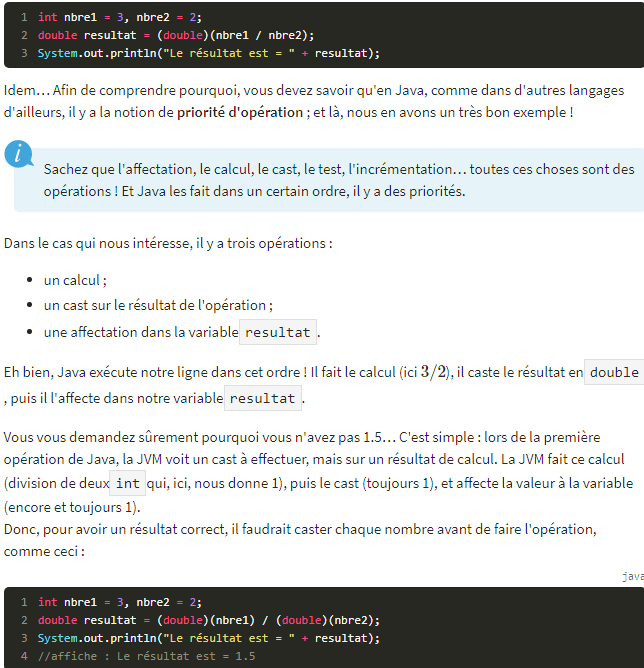 1 int nbre1 = 3, nbre2 = 2;
2 double resultat = (double)(nbre1 / nbre2);
3 System.out.println("Le résultat est = " + resultat);
Idem… Afin de comprendre pourquoi, vous devez savoir qu'en Java, comme dans d'autres langages
d'ailleurs, il y a la notion de priorité d'opération ; et là, nous en avons un très bon exemple !
i
Sachez que l'affectation, le calcul, le cast, le test, l'incrémentation… toutes ces choses sont des
opérations ! Et Java les fait dans un certain ordre, il y a des priorités.
Dans le cas qui nous intéresse, il y a trois opérations :
• un calcul ;
• un cast sur le résultat de l'opération ;
• une affectation dans la variable resultat .
Eh bien, Java exécute notre ligne dans cet ordre ! Il fait le calcul (ici 3/2), il caste le résultat en double
, puis il l'affecte dans notre variable resultat .
Vous vous demandez sûrement pourquoi vous n'avez pas 1.5… C'est simple : lors de la première
opération de Java, la JVM voit un cast à effectuer, mais sur un résultat de calcul. La JVM fait ce calcul
(division de deux int qui, ici, nous donne 1), puis le cast (toujours 1), et affecte la valeur à la variable
(encore et toujours 1).
Donc, pour avoir un résultat correct, il faudrait caster chaque nombre avant de faire l'opération,
comme ceci :
java
1 int nbre1 = 3, nbre2 = 2;
2 double resultat = (double)(nbre1) / (double)(nbre2);
3 System.out.println("Le résultat est = " + resultat);
4 //affiche : Le résultat est = 1.5